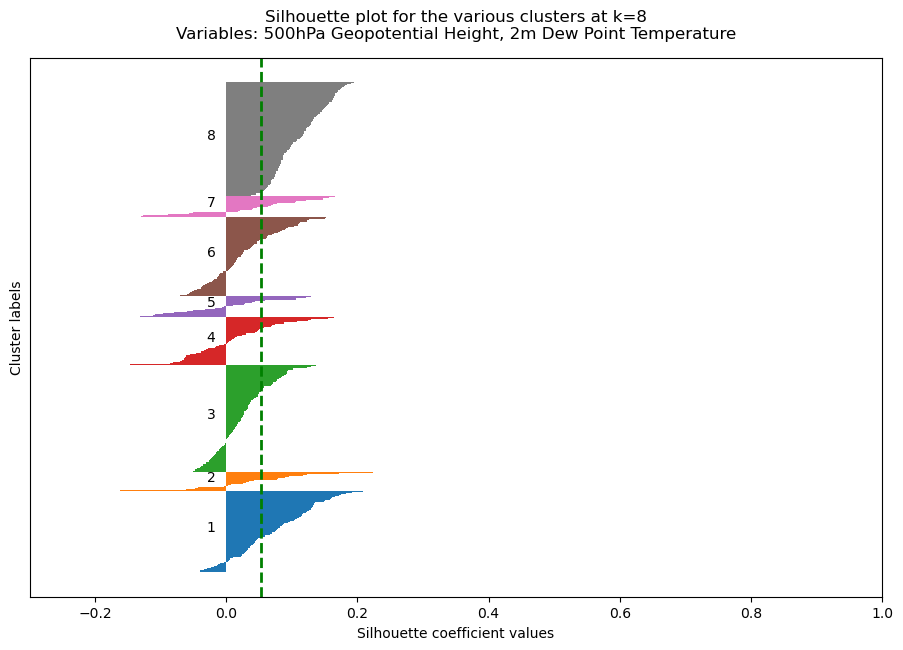 Silhouette plot for the various clusters at k=8
Variables: 500hPa Geopotential Height, 2m Dew Point Temperature
8
7
6
5
4
3
2
1
Cluster labels
−0.2 0.0 0.2 0.4 0.6 0.8 1.0
Silhouette coefficient values